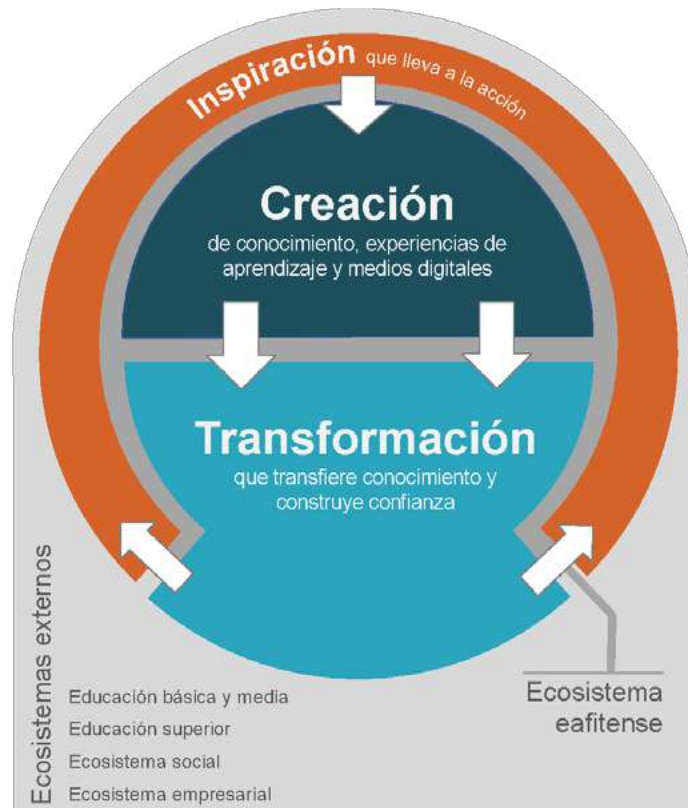 Inspiración que lleva a la acción
Creación
de conocimiento, experiencias de
aprendizaje y medios digitales
Transformación
que transfiere conocimiento y
construye confianza
Ecosistemas externos
Educación básica y media
Educación superior
Ecosistema social
Ecosistema empresarial
Ecosistema
eafitense